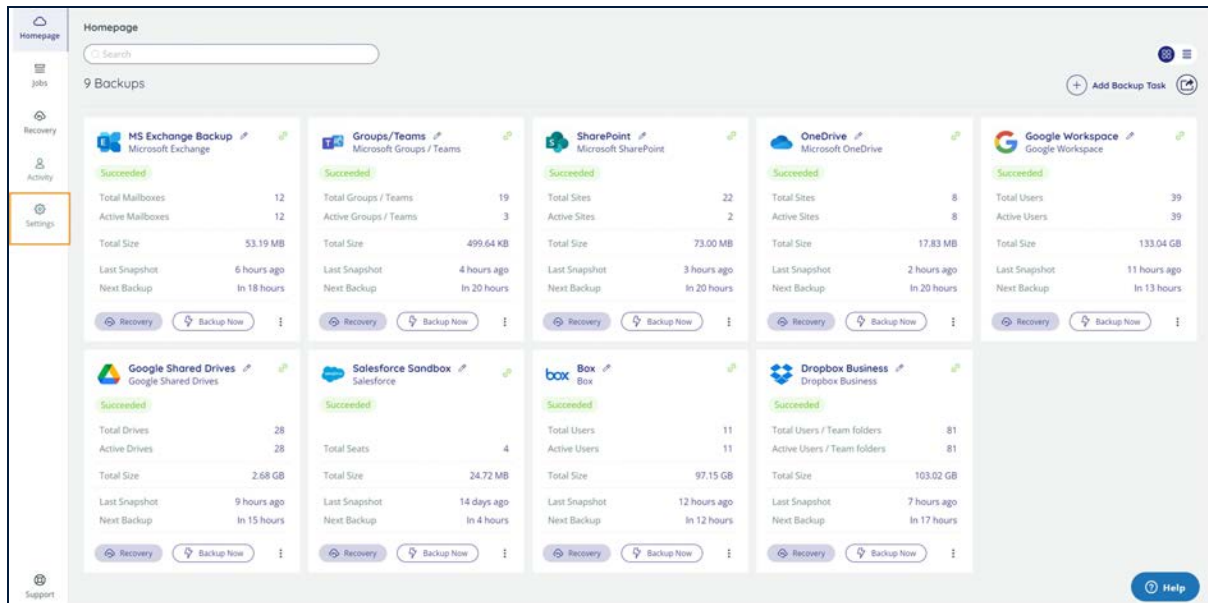 Homepage
Jobs
Recovery
Activity
Settings
Support
Homepage
Search
9 Backups
Add Backup Task
MS Exchange Backup
Microsoft Exchange
Succeeded
Total Mailboxes 12
Active Mailboxes 12
Total Size 53.19 MB
Last Snapshot 6 hours ago
Next Backup In 18 hours
Recovery Backup Now
Groups/Teams
Microsoft Groups / Teams
Succeeded
Total Groups / Teams 19
Active Groups / Teams 3
Total Size 499.64 KB
Last Snapshot 4 hours ago
Next Backup In 20 hours
Recovery Backup Now
SharePoint
Microsoft SharePoint
Succeeded
Total Sites 22
Active Sites 2
Total Size 73.00 MB
Last Snapshot 3 hours ago
Next Backup In 20 hours
Recovery Backup Now
OneDrive
Microsoft OneDrive
Succeeded
Total Sites 8
Active Sites 8
Total Size 17.83 MB
Last Snapshot 2 hours ago
Next Backup In 20 hours
Recovery Backup Now
Google Workspace
Google Workspace
Succeeded
Total Users 39
Active Users 39
Total Size 133.04 GB
Last Snapshot 11 hours ago
Next Backup In 13 hours
Recovery Backup Now
Google Shared Drives
Google Shared Drives
Succeeded
Total Drives 28
Active Drives 28
Total Size 2.68 GB
Last Snapshot 9 hours ago
Next Backup In 15 hours
Recovery Backup Now
Salesforce Sandbox
Salesforce
Succeeded
Total Seats 4
Total Size 24.72 MB
Last Snapshot 14 days ago
Next Backup In 4 hours
Recovery Backup Now
box
Box
Box
Succeeded
Total Users 11
Active Users 11
Total Size 97.15 GB
Last Snapshot 12 hours ago
Next Backup In 12 hours
Recovery Backup Now
Dropbox Business
Dropbox Business
Succeeded
Total Users / Team folders 81
Active Users / Team folders 81
Total Size 103.02 GB
Last Snapshot 7 hours ago
Next Backup In 17 hours
Recovery Backup Now
Help